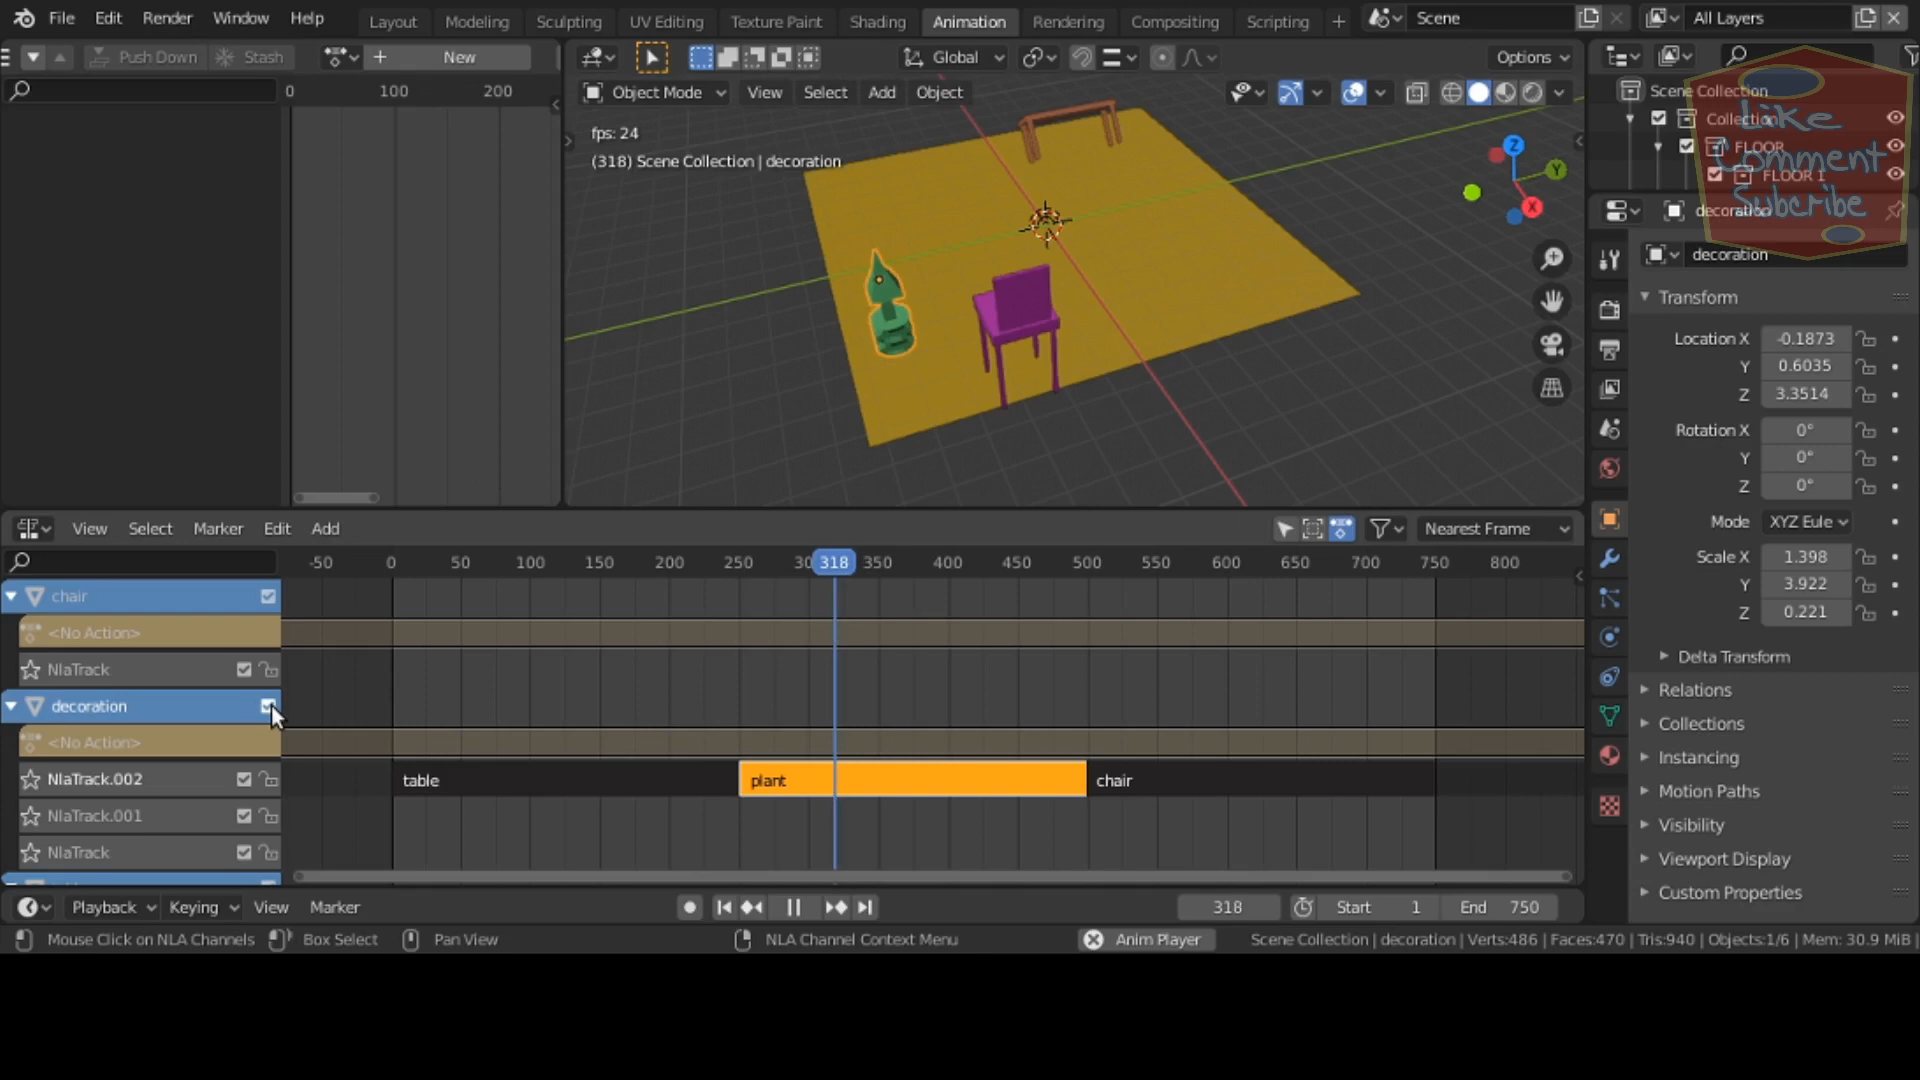 File Edit Render Window Help Layout Modeling Sculpting UV Editing Texture Paint Shading Animation Rendering Compositing Scripting + Scene All Layers
Push Down Stash + New Global Options
0 100 200 Object Mode View Select Add Object Scene Collection
fps: 24
(318) Scene Collection | decoration
Collection
FLOOR
FLOOR 1
Like
Comment
Subcribe
Z
Y
X
decoration
decoration
Transform
Location X -0.1873
Y 0.6035
Z 3.3514
Rotation X 0°
Y 0°
Z 0°
Mode XYZ Eule
Scale X 1.398
Y 3.922
Z 0.221
Delta Transform
Relations
Collections
Instancing
Motion Paths
Visibility
Viewport Display
Custom Properties
View Select Marker Edit Add Nearest Frame
-50 0 50 100 150 200 250 30 318 350 400 450 500 550 600 650 700 750 800
chair
<No Action>
NlaTrack
decoration
<No Action>
NlaTrack.002 table plant chair
NlaTrack.001
NlaTrack
Playback Keying View Marker 318 Start 1 End 750
Mouse Click on NLA Channels Box Select Pan View NLA Channel Context Menu Anim Player Scene Collection | decoration | Verts:486 | Faces:470 | Tris:940 | Objects:1/6 | Mem: 30.9 MiB |